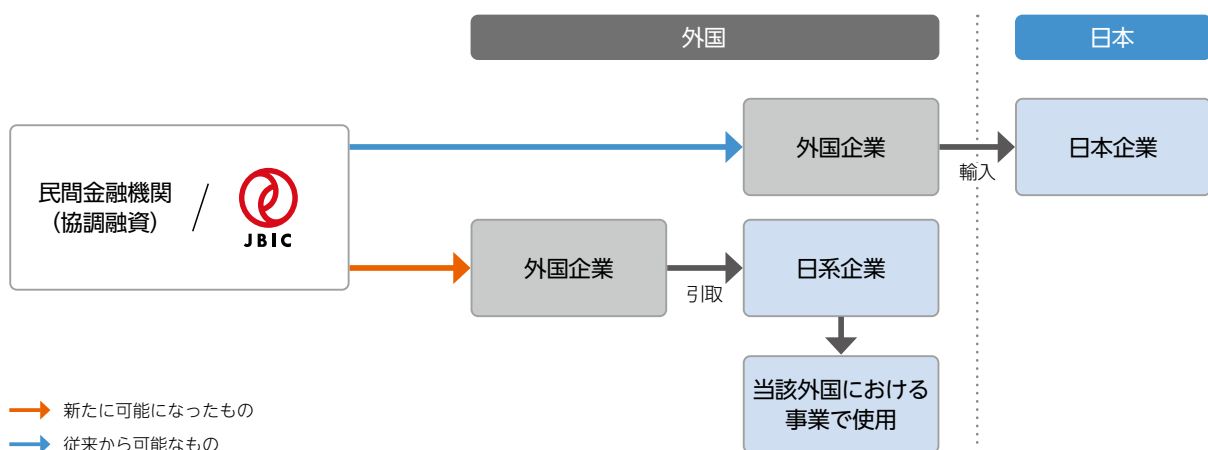 外国
日本
民間金融機関
（協調融資）
/
JBIC
外国企業
輸入
日本企業
外国企業
引取
日系企業
当該外国における
事業で使用
新たに可能になったもの
従来から可能なもの